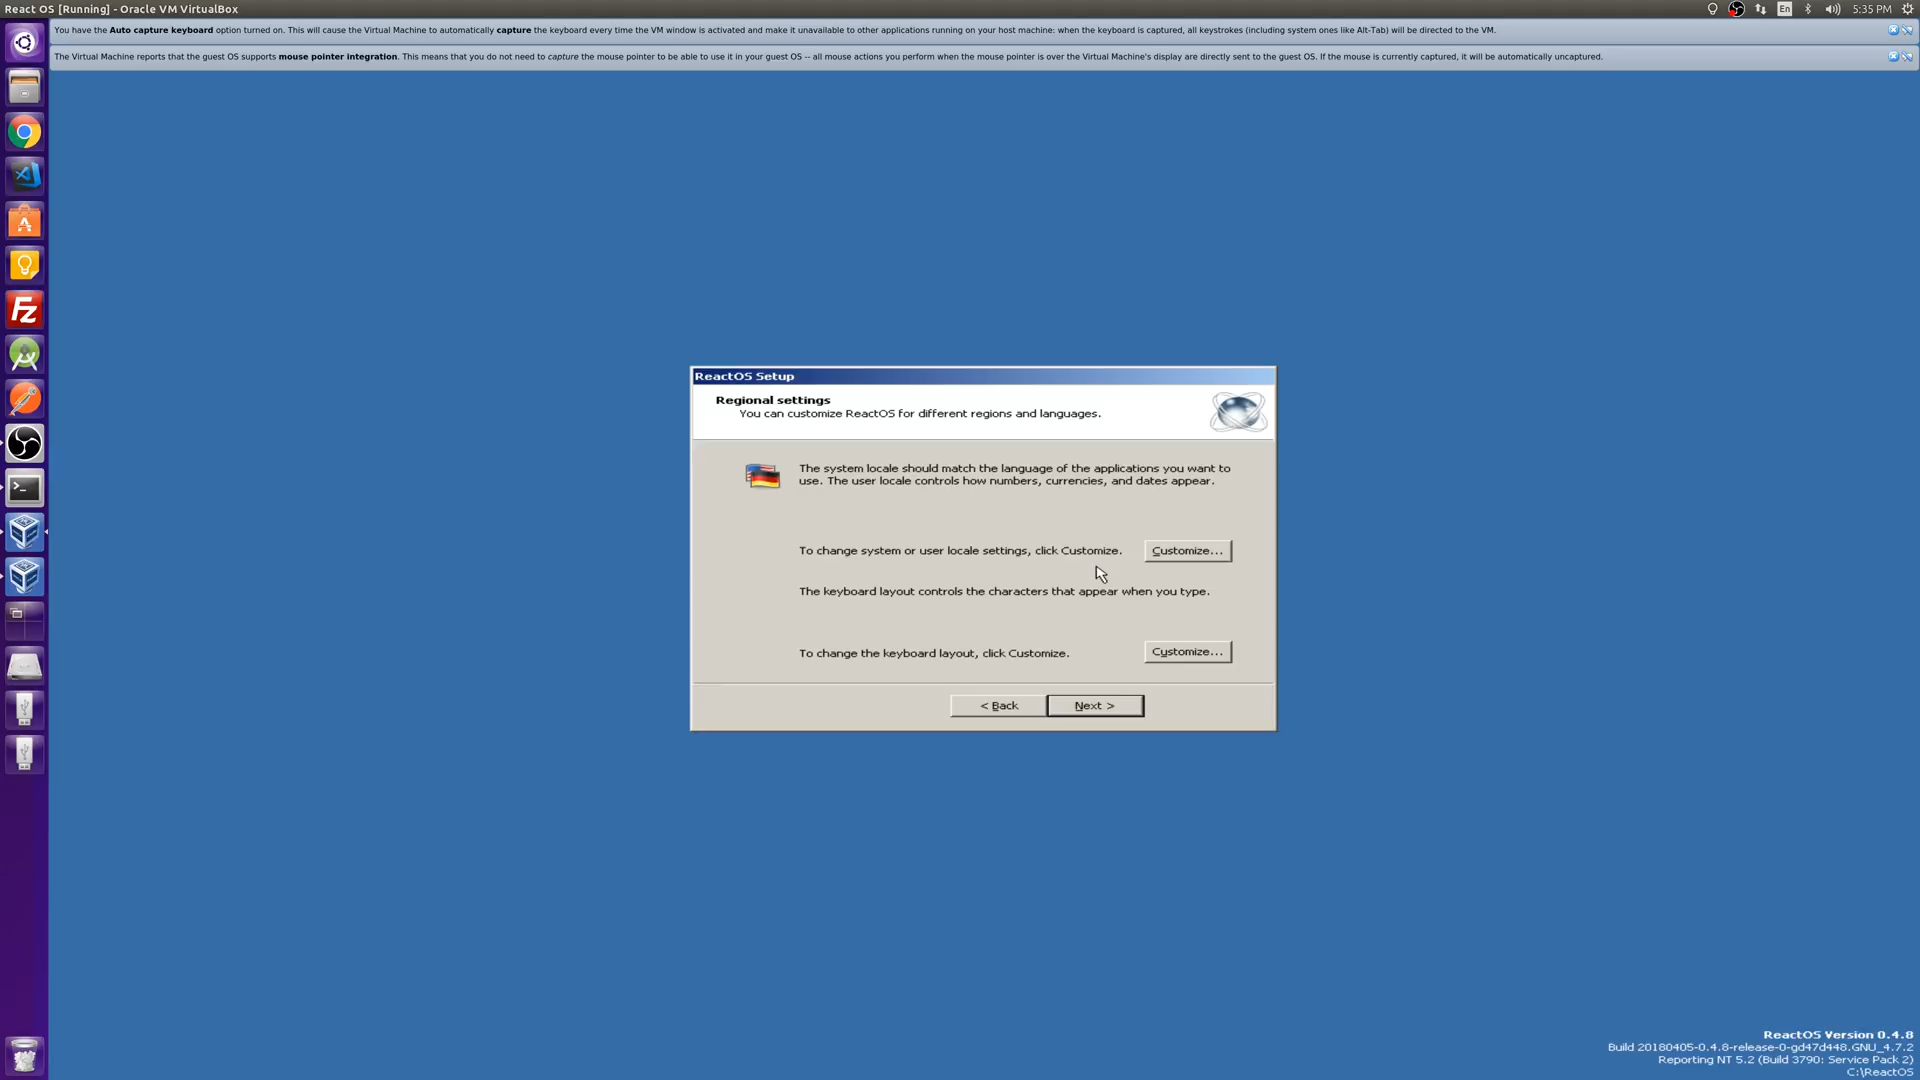 React OS [Running] - Oracle VM VirtualBox
En
5:35 PM
You have the Auto capture keyboard option turned on. This will cause the Virtual Machine to automatically capture the keyboard every time the VM window is activated and make it unavailable to other applications running on your host machine: when the keyboard is captured, all keystrokes (including system ones like Alt-Tab) will be directed to the VM.
The Virtual Machine reports that the guest OS supports mouse pointer integration. This means that you do not need to capture the mouse pointer to be able to use it in your guest OS -- all mouse actions you perform when the mouse pointer is over the Virtual Machine's display are directly sent to the guest OS. If the mouse is currently captured, it will be automatically uncaptured.
ReactOS Setup
Regional settings
You can customize ReactOS for different regions and languages.
The system locale should match the language of the applications you want to
use. The user locale controls how numbers, currencies, and dates appear.
To change system or user locale settings, click Customize.
Customize...
The keyboard layout controls the characters that appear when you type.
To change the keyboard layout, click Customize.
Customize...
< Back
Next >
ReactOS Version 0.4.8
Build 20180405-0.4.8-release-0-gd47d448.GNU_4.7.2
Reporting NT 5.2 (Build 3790: Service Pack 2)
C:\ReactOS